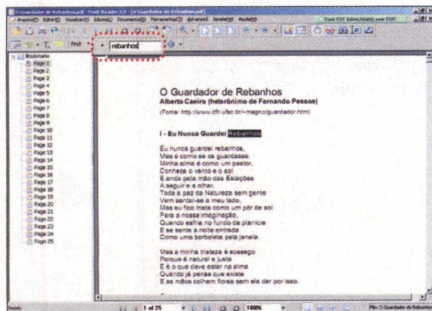 O Guardador de Rebanhos
Find:
rebanhos
Bookmarks
Page 1
Page 2
Page 3
Page 4
Page 5
Page 6
Page 7
Page 8
Page 9
Page 10
Page 11
Page 12
Page 13
Page 14
Page 15
Page 16
Page 17
Page 18
Page 19
Page 20
Page 21
Page 22
Page 23
Page 24
Page 25
O Guardador de Rebanhos
Alberto Caeiro (heterônimo de Fernando Pessoa)
I - Eu Nunca Guardei Rebanhos
Eu nunca guardei rebanhos,
Mas é como se os guardasse.
Minha alma é como um pastor,
Conhece o vento e o sol
E anda pela mão das Estações
A seguir e a olhar.
Toda a paz da Natureza sem gente
Vem sentar-se a meu lado.
Mas eu fico triste como um pôr de sol
Para a nossa imaginação,
Quando esfria no fundo da planície
E se sente a noite entrada
Como uma borboleta pela janela.
Mas a minha tristeza é sossego
Porque é natural e justa
E é o que deve estar na alma
Quando já pensa que existe
E as mãos colhem flores sem ela dar por isso.
Ready
1 of 25
100%